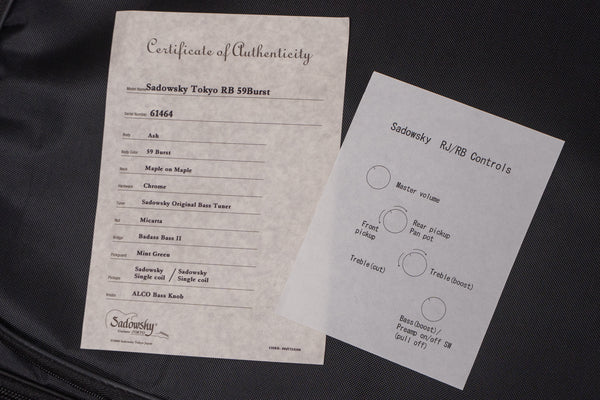 Certificate of Authenticity
Model Name Sadowsky Tokyo RB 59Burst
Serial Number 61464
Body Ash
Body Color 59 Burst
Neck Maple on Maple
Hardware Chrome
Tuner Sadowsky Original Bass Tuner
Nut Micarta
Bridge Badass Bass II
Pickguard Mint Green
Pickups Sadowsky Single coil / Sadowsky Single coil
Knobs ALCO Bass Knob
Sadowsky
TOKYO
Sadowsky RJ/RB Controls
Master volume
Front pickup
Rear pickup
Pan pot
Treble(cut)
Treble(boost)
Bass(boost)/
Preamp on/off SW
(pull off)